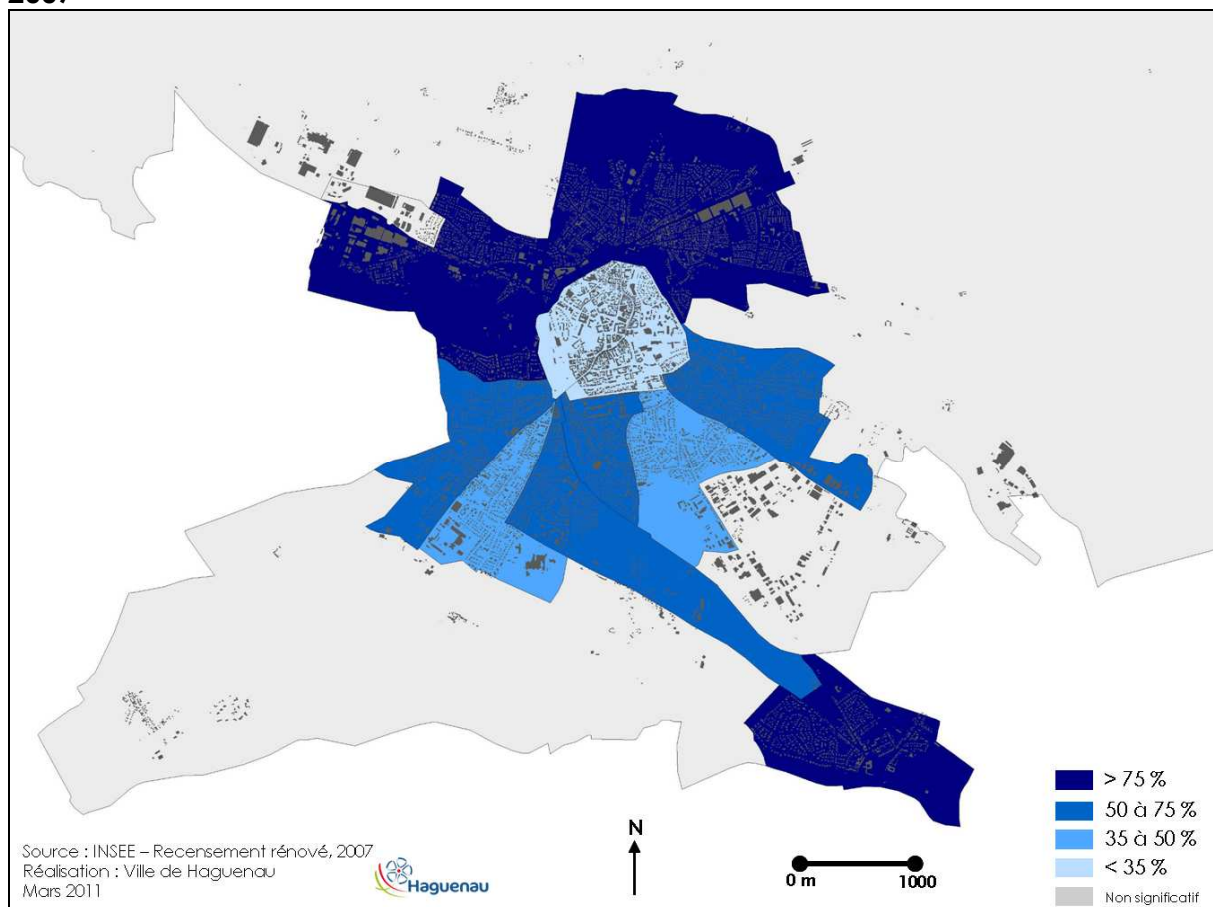 > 75 %
50 à 75 %
35 à 50 %
< 35 %
Non significatif
N
0 m 1000
Source : INSEE – Recensement rénové, 2007
Réalisation : Ville de Haguenau
Mars 2011
Haguenau